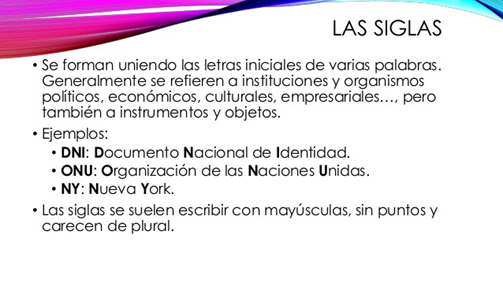 LAS SIGLAS
• Se forman uniendo las letras iniciales de varias palabras.
Generalmente se refieren a instituciones y organismos
políticos, económicos, culturales, empresariales…, pero
también a instrumentos y objetos.
• Ejemplos:
• DNI: Documento Nacional de Identidad.
• ONU: Organización de las Naciones Unidas.
• NY: Nueva York.
• Las siglas se suelen escribir con mayúsculas, sin puntos y
carecen de plural.